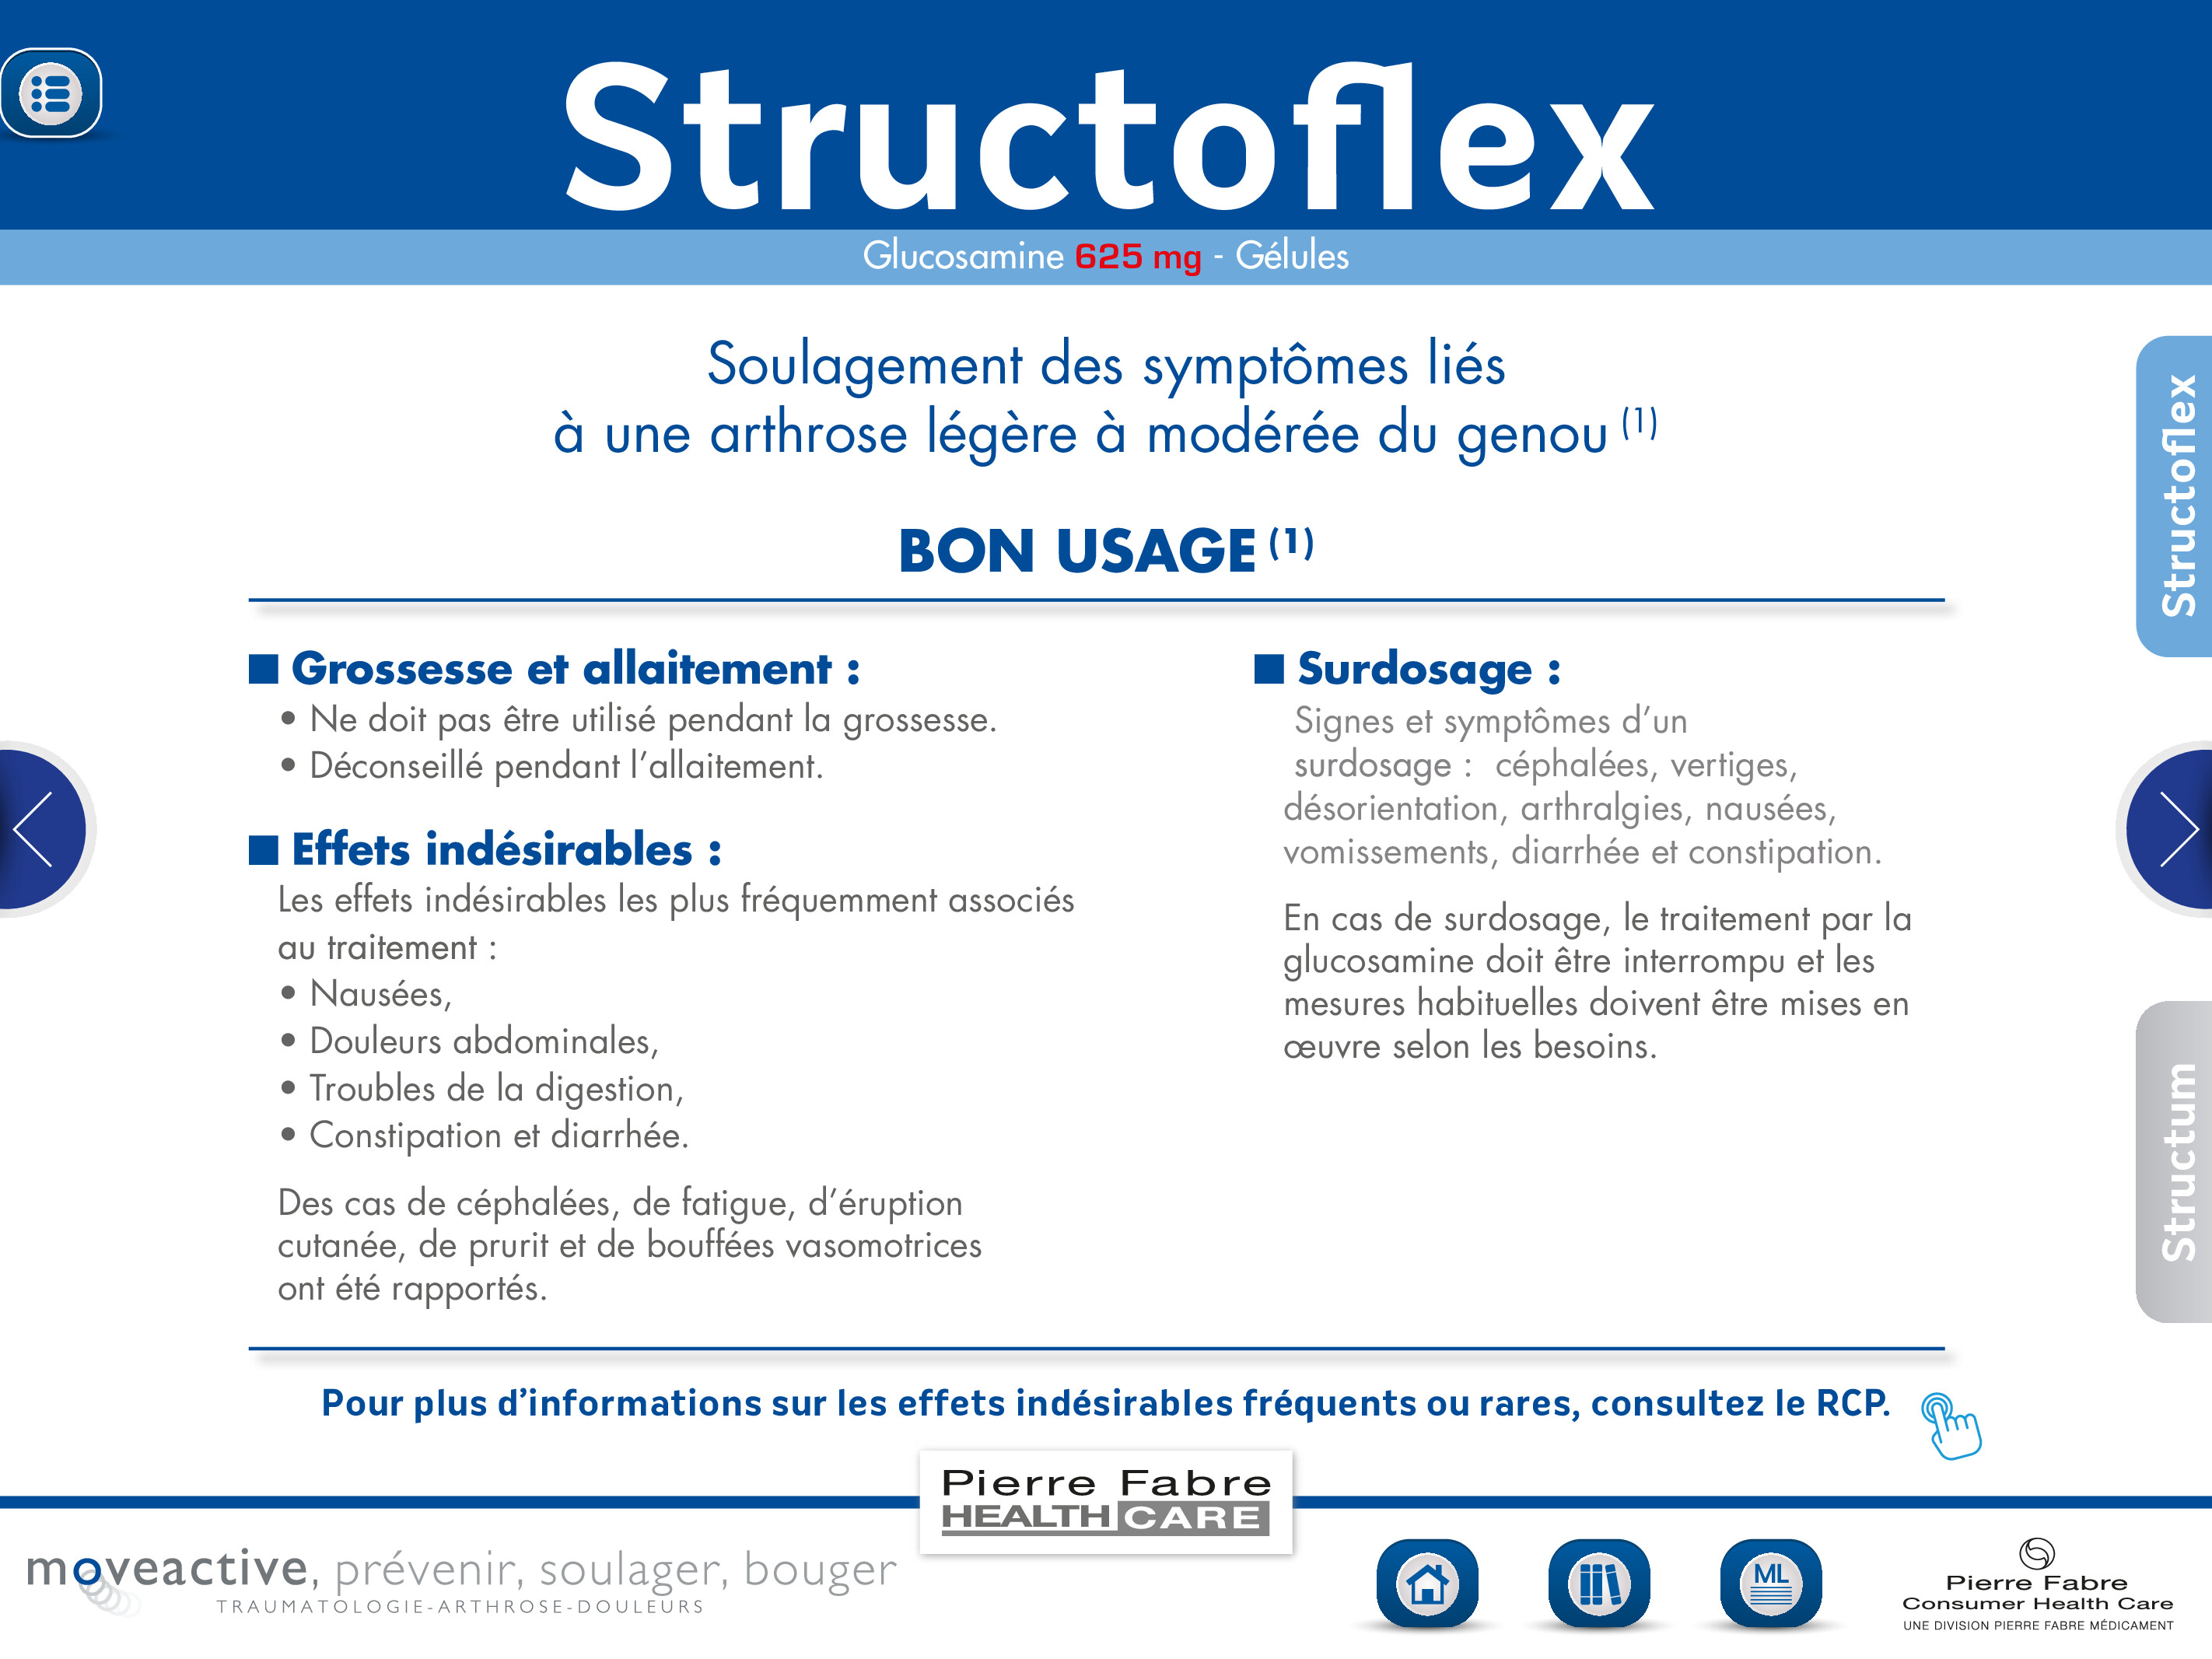 Structoflex
Glucosamine 625 mg - Gélules
Soulagement des symptômes liés
à une arthrose légère à modérée du genou (1)
BON USAGE (1)
■ Grossesse et allaitement :
• Ne doit pas être utilisé pendant la grossesse.
• Déconseillé pendant l’allaitement.
■ Effets indésirables :
Les effets indésirables les plus fréquemment associés
au traitement :
• Nausées,
• Douleurs abdominales,
• Troubles de la digestion,
• Constipation et diarrhée.
Des cas de céphalées, de fatigue, d’éruption
cutanée, de prurit et de bouffées vasomotrices
ont été rapportés.
■ Surdosage :
Signes et symptômes d’un
surdosage : céphalées, vertiges,
désorientation, arthralgies, nausées,
vomissements, diarrhée et constipation.
En cas de surdosage, le traitement par la
glucosamine doit être interrompu et les
mesures habituelles doivent être mises en
œuvre selon les besoins.
Structoflex
Structum
Pour plus d’informations sur les effets indésirables fréquents ou rares, consultez le RCP.
Pierre Fabre
HEALTH CARE
moveactive, prévenir, soulager, bouger
TRAUMATOLOGIE-ARTHROSE-DOULEURS
ML
Pierre Fabre
Consumer Health Care
UNE DIVISION PIERRE FABRE MÉDICAMENT